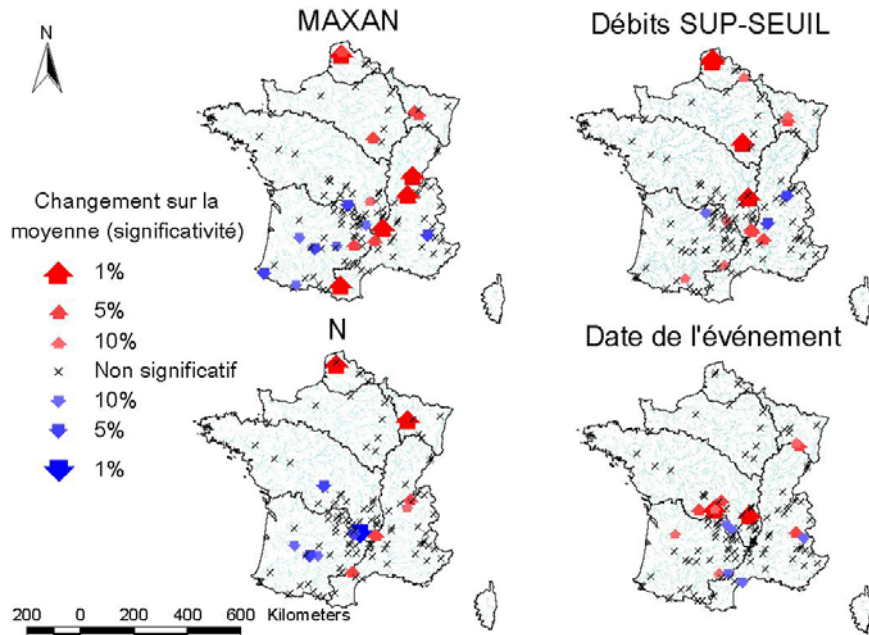 MAXAN
Débits SUP-SEUIL
N
Changement sur la
moyenne (significativité)
1%
5%
10%
Non significatif
10%
5%
1%
N
Date de l'événement
200 0 200 400 600 Kilometers